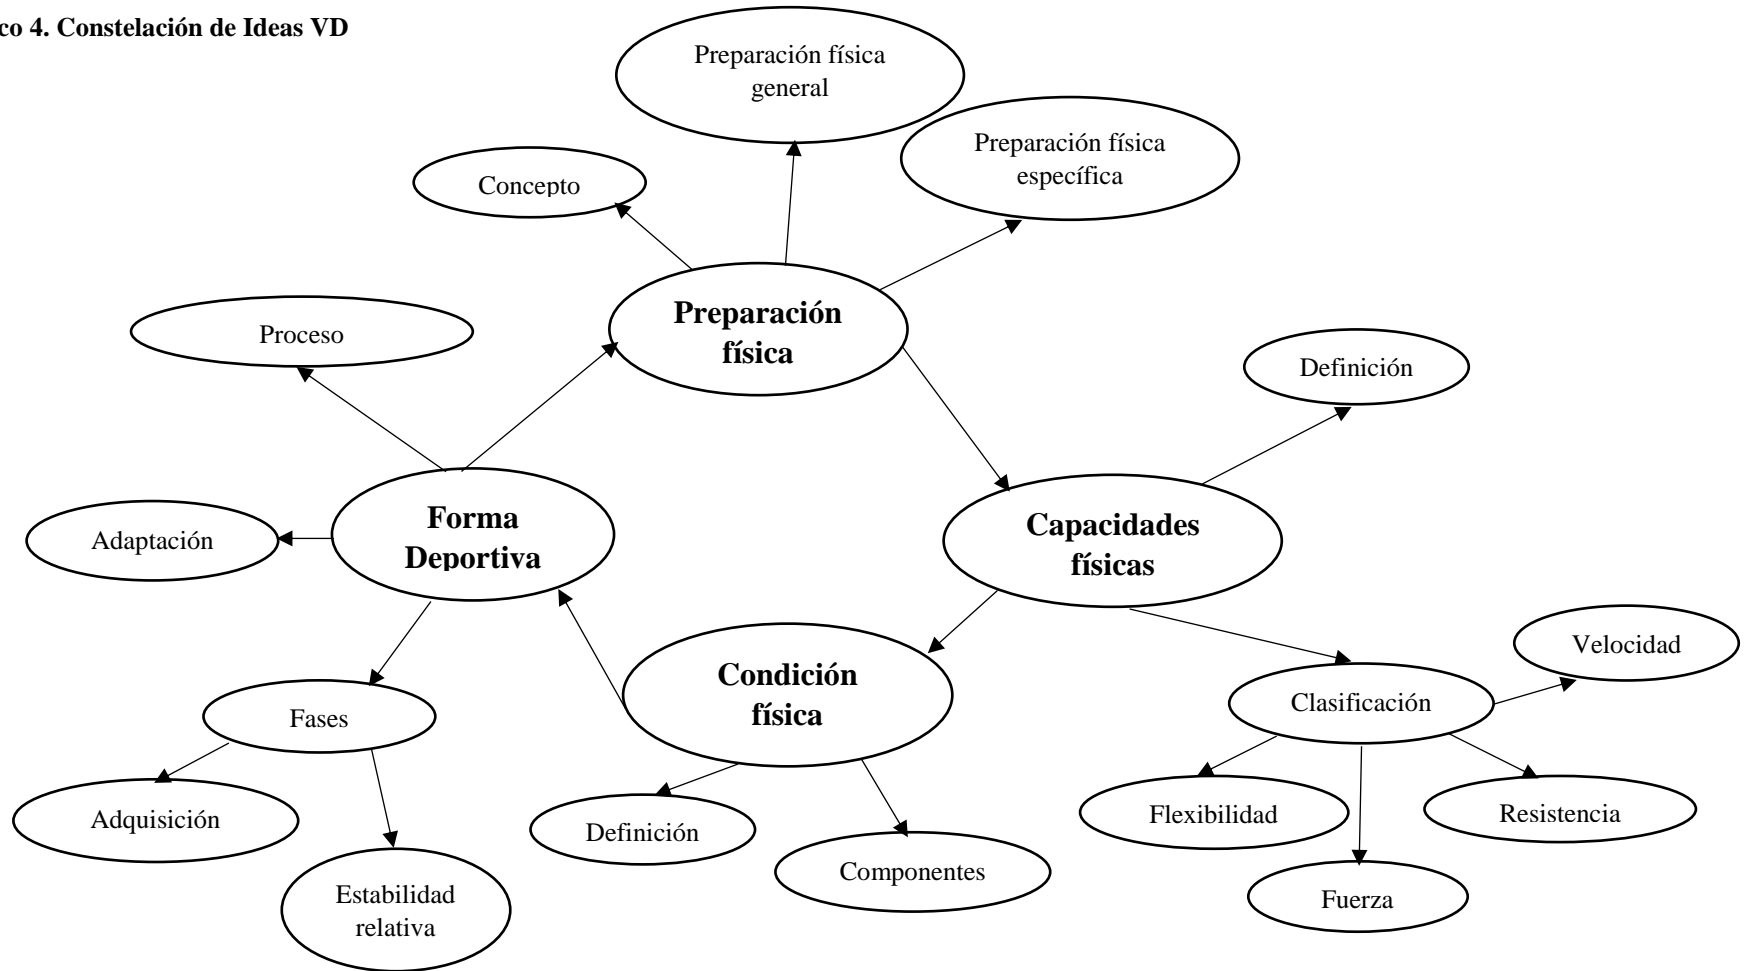 co 4. Constelación de Ideas VD
Preparación física
general
Preparación física
específica
Concepto
Preparación
física
Proceso
Definición
Forma
Deportiva
Adaptación
Capacidades
físicas
Velocidad
Condición
física
Clasificación
Fases
Flexibilidad
Resistencia
Adquisición
Definición
Componentes
Fuerza
Estabilidad
relativa